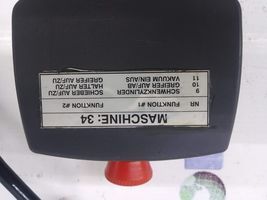 MASCHINE: 34
NR FUNKTION #1 FUNKTION #2
9 SCHWENKZYLINDER SCHIEBER AUF/ZU
10 GREIFER AUF/AB HALTER AUF/ZU
11 VAKUUM EIN/AUS GREIFER AUF/ZU